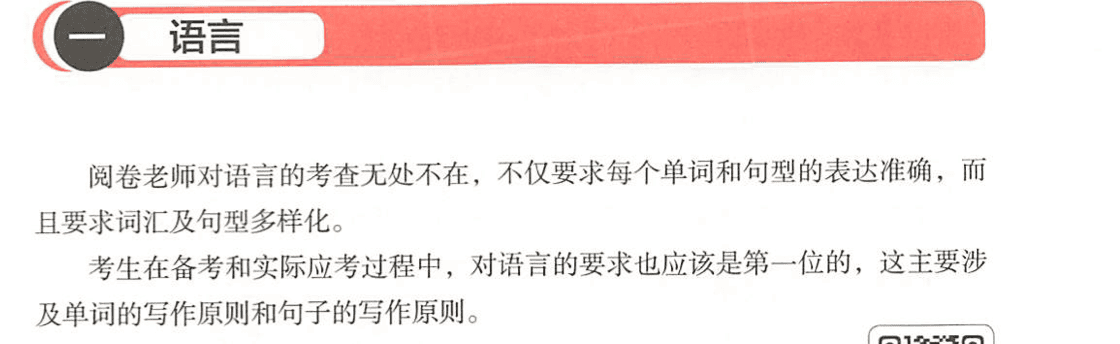 一 语言
阅卷老师对语言的考查无处不在，不仅要求每个单词和句型的表达准确，而
且要求词汇及句型多样化。
考生在备考和实际应考过程中，对语言的要求也应该是第一位的，这主要涉
及单词的写作原则和句子的写作原则。